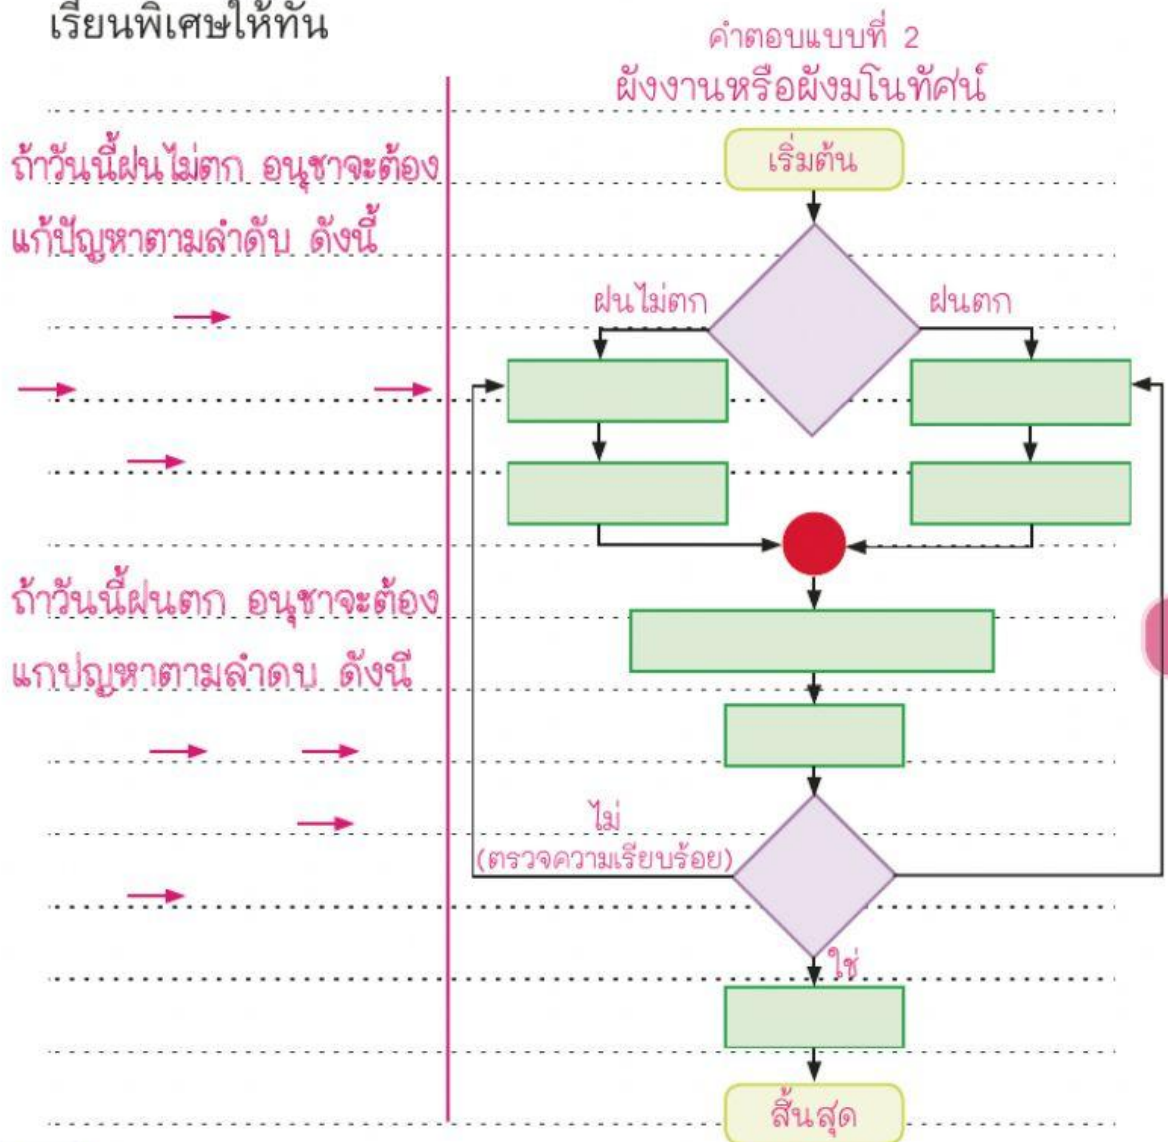 เรียนพิเศษให้ทัน
คำตอบแบบที่ 2
ผังงานหรือผังมโนทัศน์
ถ้าวันนี้ฝนไม่ตก อนุชาจะต้อง
แก้ปัญหาตามลำดับ ดังนี้
เริ่มต้น
ฝนไม่ตก
ฝนตก
ถ้าวันนี้ฝนตก อนุชาจะต้อง
แกปญหาตามลำดบ ดังนี
ไม่
(ตรวจความเรียบร้อย)
ใช่
สิ้นสุด